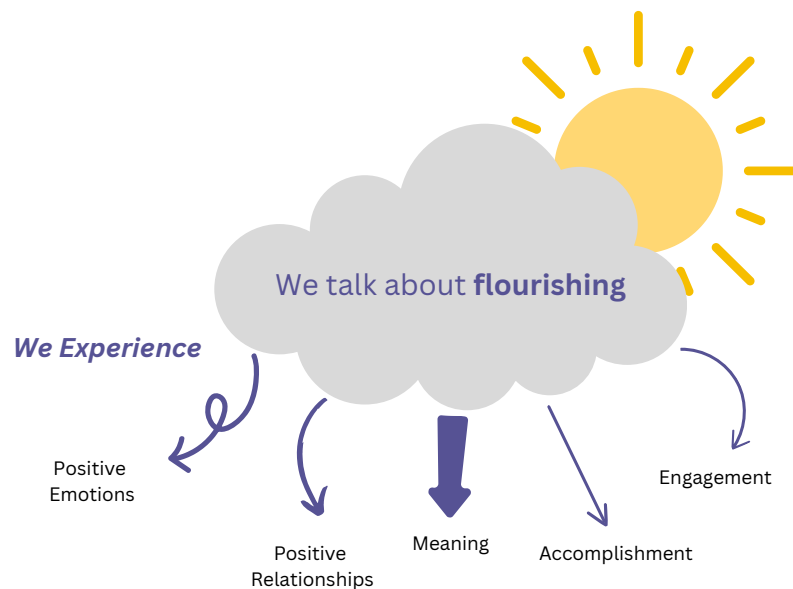 We talk about flourishing
We Experience
Positive
Emotions
Positive
Relationships
Meaning
Accomplishment
Engagement